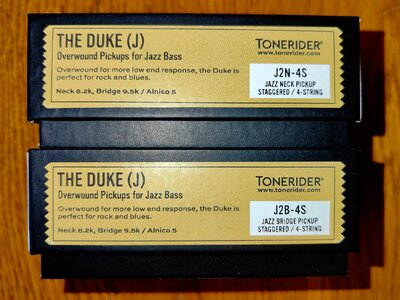 THE DUKE (J)
Overwound Pickups for Jazz Bass
Overwound for more low end response, the Duke is
perfect for rock and blues.
Neck 8.2k, Bridge 9.5k / Alnico 5
TONERIDER®
www.tonerider.com
J2N-4S
JAZZ NECK PICKUP
STAGGERED / 4-STRING
THE DUKE (J)
Overwound Pickups for Jazz Bass
Overwound for more low end response, the Duke is
perfect for rock and blues.
Neck 8.2k, Bridge 9.5k / Alnico 5
TONERIDER®
www.tonerider.com
J2B-4S
JAZZ BRIDGE PICKUP
STAGGERED / 4-STRING